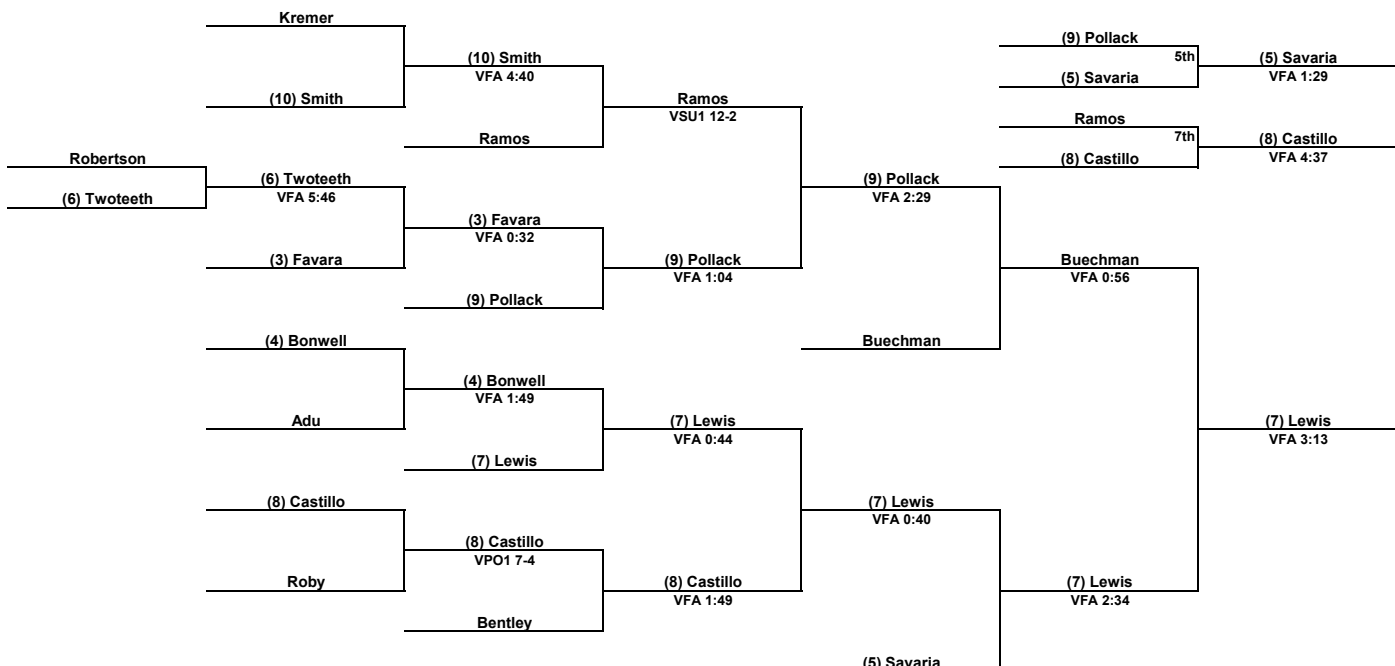 Kremer
(9) Pollack
5th
(10) Smith
VFA 4:40
(5) Savaria
VFA 1:29
(5) Savaria
(10) Smith
Ramos
VSU1 12-2
Ramos
7th
Ramos
(8) Castillo
VFA 4:37
Robertson
(8) Castillo
(6) Twoteeth
VFA 5:46
(9) Pollack
VFA 2:29
(6) Twoteeth
(3) Favara
VFA 0:32
(3) Favara
(9) Pollack
VFA 1:04
Buechman
VFA 0:56
(9) Pollack
(4) Bonwell
Buechman
(4) Bonwell
VFA 1:49
Adu
(7) Lewis
VFA 0:44
(7) Lewis
VFA 3:13
(7) Lewis
(8) Castillo
(7) Lewis
VFA 0:40
(8) Castillo
VPO1 7-4
Roby
(8) Castillo
VFA 1:49
(7) Lewis
VFA 2:34
Bentley
(5) Savaria